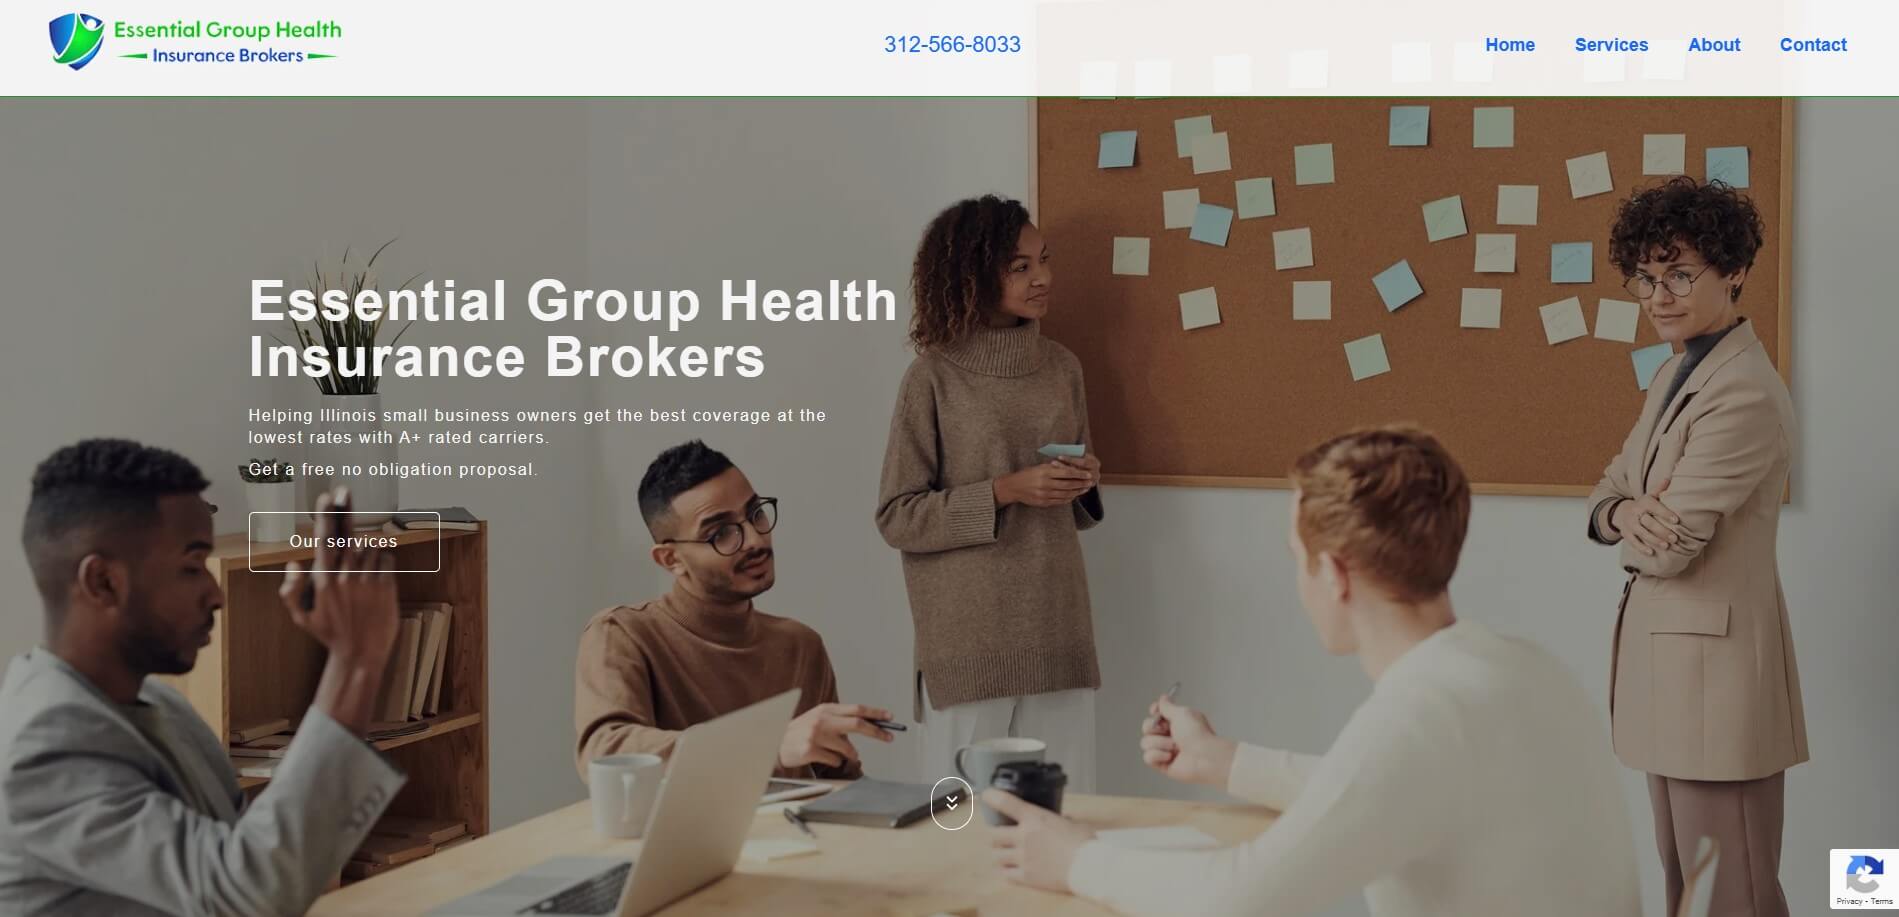 Essential Group Health
Insurance Brokers
312-566-8033
Home
Services
About
Contact
Essential Group Health
Insurance Brokers
Helping Illinois small business owners get the best coverage at the
lowest rates with A+ rated carriers.
Get a free no obligation proposal.
Our services
Privacy - Terms